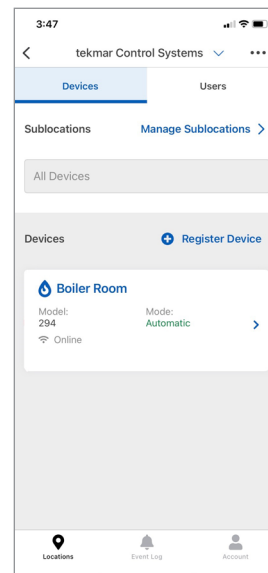 3:47
tekmar Control Systems
Devices Users
Sublocations Manage Sublocations
All Devices
Devices Register Device
Boiler Room
Model: Mode:
294 Automatic
Online
Locations Event Log Account